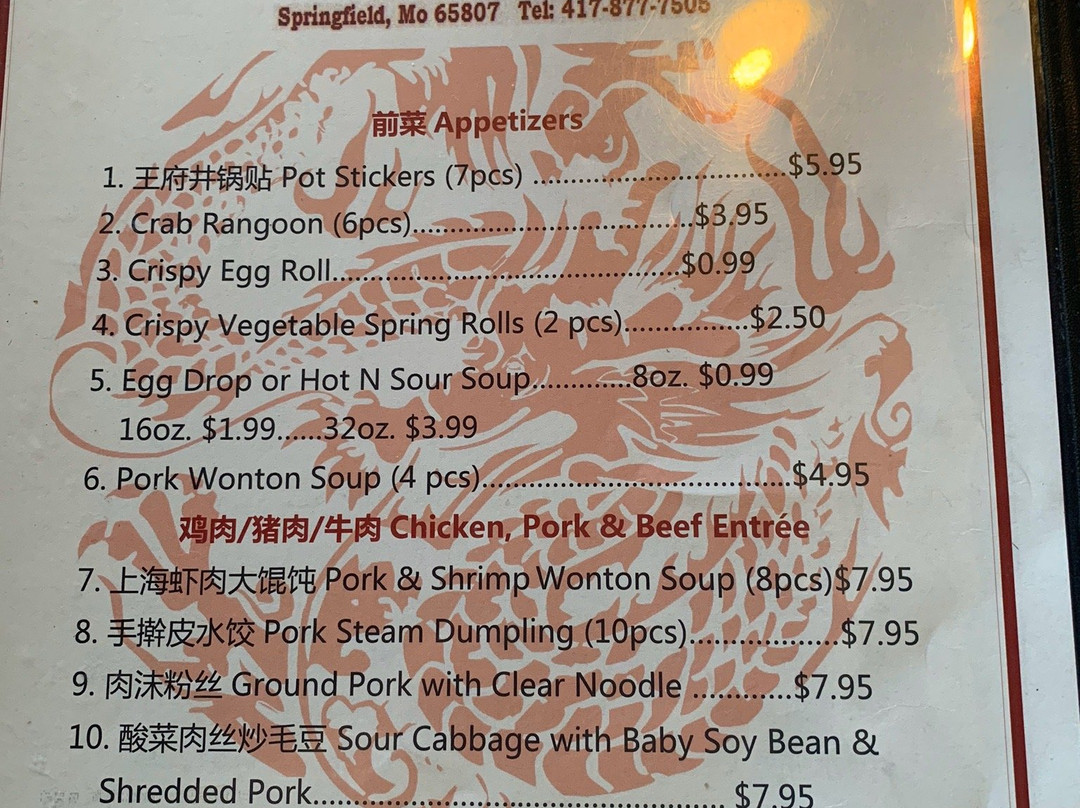 Springfield, Mo 65807 Tel: 417-877-7505
前菜 Appetizers
1. 王府井锅贴 Pot Stickers (7pcs) ..............................$5.95
2. Crab Rangoon (6pcs)..................................$3.95
3. Crispy Egg Roll..........................................$0.99
4. Crispy Vegetable Spring Rolls (2 pcs)...............$2.50
5. Egg Drop or Hot N Sour Soup............8oz. $0.99
16oz. $1.99......32oz. $3.99
6. Pork Wonton Soup (4 pcs).....................................$4.95
鸡肉/猪肉/牛肉 Chicken, Pork & Beef Entrée
7. 上海虾肉大馄饨 Pork & Shrimp Wonton Soup (8pcs)$7.95
8. 手擀皮水饺 Pork Steam Dumpling (10pcs)..................$7.95
9. 肉沫粉丝 Ground Pork with Clear Noodle ............$7.95
10. 酸菜肉丝炒毛豆 Sour Cabbage with Baby Soy Bean &
Shredded Pork................................................. $7.95